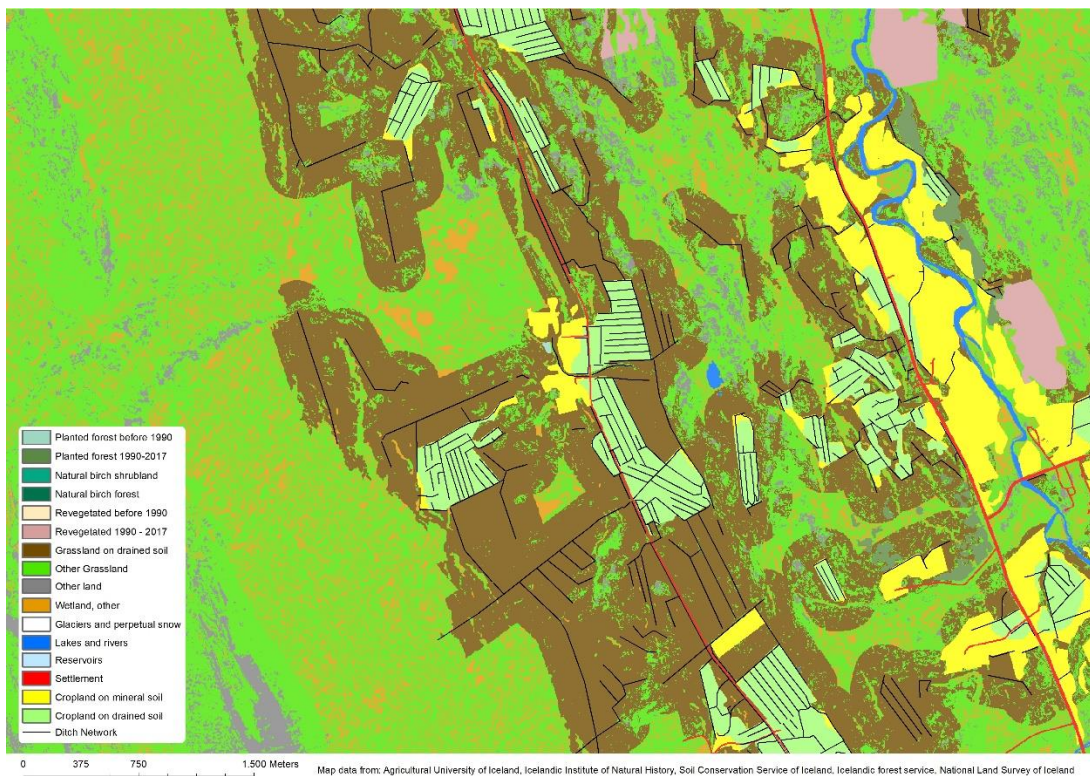 Planted forest before 1990
Planted forest 1990-2017
Natural birch shrubland
Natural birch forest
Revegetated before 1990
Revegetated 1990 - 2017
Grassland on drained soil
Other Grassland
Other land
Wetland, other
Glaciers and perpetual snow
Lakes and rivers
Reservoirs
Settlement
Cropland on mineral soil
Cropland on drained soil
Ditch Network
0 375 750 1.500 Meters
Map data from: Agricultural University of Iceland, Icelandic Institute of Natural History, Soil Conservation Service of Iceland, Icelandic forest service, National Land Survey of Iceland